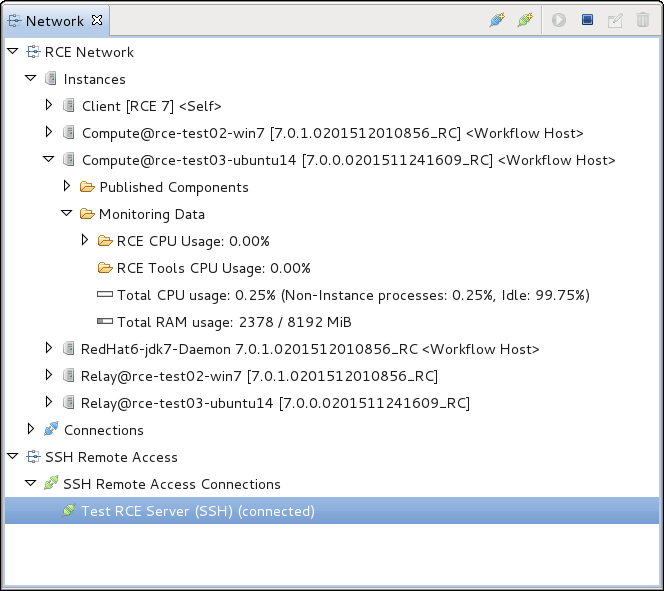 Network
RCE Network
Instances
Client [RCE 7] <Self>
Compute@rce-test02-win7 [7.0.1.0201512010856_RC] <Workflow Host>
Compute@rce-test03-ubuntu14 [7.0.0.0201511241609_RC] <Workflow Host>
Published Components
Monitoring Data
RCE CPU Usage: 0.00%
RCE Tools CPU Usage: 0.00%
Total CPU usage: 0.25% (Non-Instance processes: 0.25%, Idle: 99.75%)
Total RAM usage: 2378 / 8192 MiB
RedHat6-jdk7-Daemon 7.0.1.0201512010856_RC <Workflow Host>
Relay@rce-test02-win7 [7.0.1.0201512010856_RC]
Relay@rce-test03-ubuntu14 [7.0.0.0201511241609_RC]
Connections
SSH Remote Access
SSH Remote Access Connections
Test RCE Server (SSH) (connected)